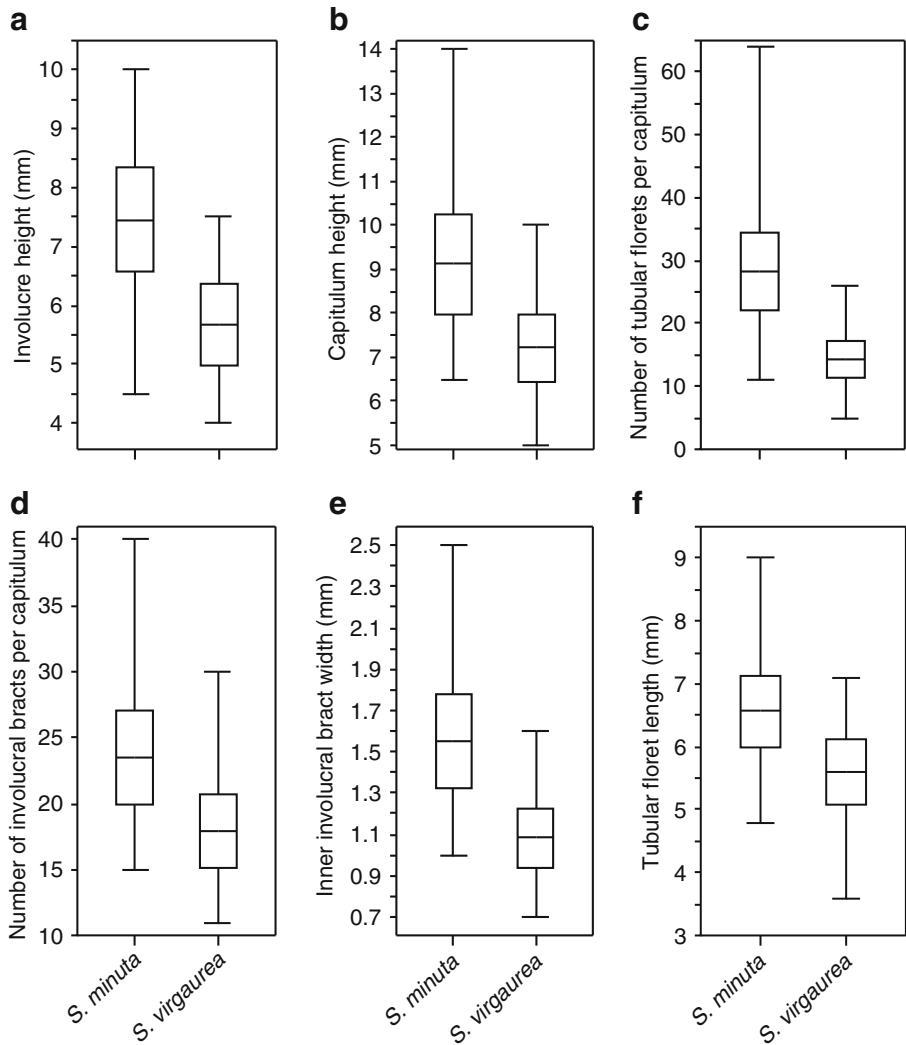 a
Involucre height (mm)
10
9
8
7
6
5
4
b
Capitulum height (mm)
14
13
12
11
10
9
8
7
6
5
c
Number of tubular florets per capitulum
60
50
40
30
20
10
0
d
Number of involucral bracts per capitulum
40
35
30
25
20
15
10
S. minuta
S. virgaurea
e
Inner involucral bract width (mm)
2.5
2.3
2.1
1.9
1.7
1.5
1.3
1.1
0.9
0.7
S. minuta
S. virgaurea
f
Tubular floret length (mm)
9
8
7
6
5
4
3
S. minuta
S. virgaurea